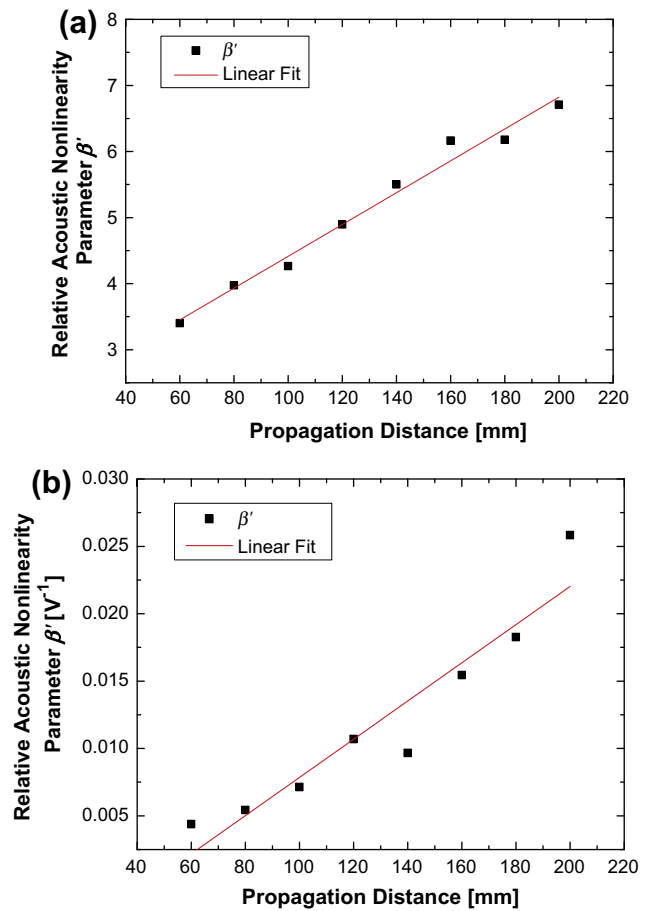 (a)
β′
Linear Fit
Relative Acoustic Nonlinearity
Parameter β′
8
7
6
5
4
3
40 60 80 100 120 140 160 180 200 220
Propagation Distance [mm]
(b)
β′
Linear Fit
Relative Acoustic Nonlinearity
Parameter β′ [V⁻¹]
0.030
0.025
0.020
0.015
0.010
0.005
40 60 80 100 120 140 160 180 200 220
Propagation Distance [mm]